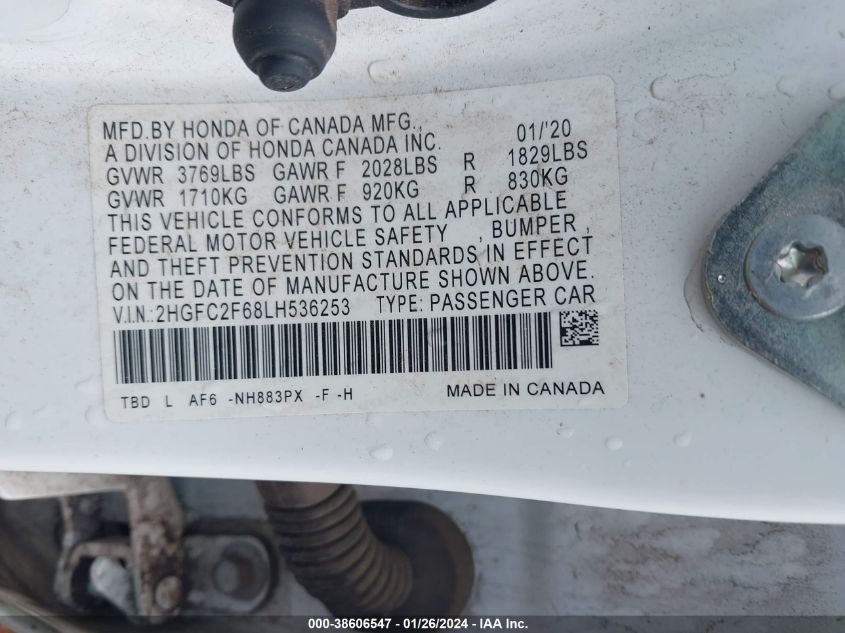 MFD.BY HONDA OF CANADA MFG., 01/'20
A DIVISION OF HONDA CANADA INC.
GVWR 3769LBS GAWR F 2028LBS R 1829LBS
GVWR 1710KG GAWR F 920KG R 830KG
THIS VEHICLE CONFORMS TO ALL APPLICABLE
FEDERAL MOTOR VEHICLE SAFETY , BUMPER ,
AND THEFT PREVENTION STANDARDS IN EFFECT
ON THE DATE OF MANUFACTURE SHOWN ABOVE.
V.I.N.:2HGFC2F68LH536253 TYPE: PASSENGER CAR
TBD L AF6 -NH883PX -F -H MADE IN CANADA
000-38606547 - 01/26/2024 - IAA Inc.